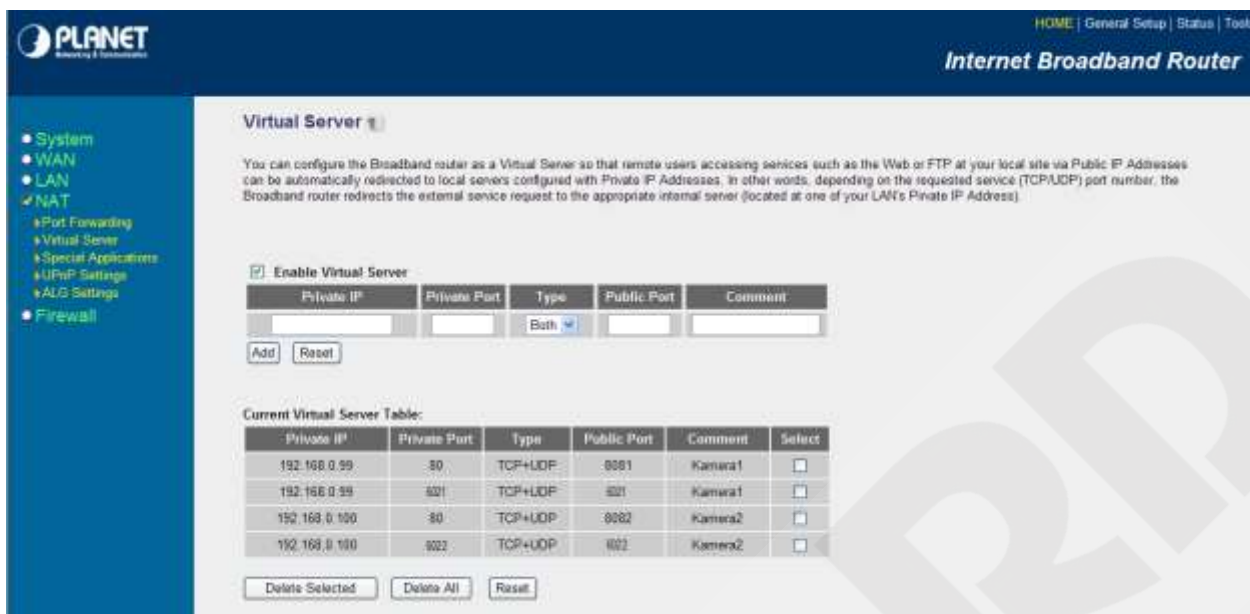 PLANET
Networking & Communication
HOME | General Setup | Status | Tools
Internet Broadband Router
System
WAN
LAN
NAT
Port Forwarding
Virtual Server
Special Applications
UPnP Settings
ALG Settings
Firewall
Virtual Server
You can configure the Broadband router as a Virtual Server so that remote users accessing services such as the Web or FTP at your local site via Public IP Addresses
can be automatically redirected to local servers configured with Private IP Addresses. In other words, depending on the requested service (TCP/UDP) port number, the
Broadband router redirects the external service request to the appropriate internal server (located at one of your LAN's Private IP Address).
Enable Virtual Server
Private IP Private Port Type Public Port Comment
Both
Add Reset
Current Virtual Server Table:
Private IP Private Port Type Public Port Comment Select
192.168.0.99 80 TCP+UDP 8081 Kamera1
192.168.0.99 6021 TCP+UDP 6021 Kamera1
192.168.0.100 80 TCP+UDP 8082 Kamera2
192.168.0.100 6022 TCP+UDP 6022 Kamera2
Delete Selected Delete All Reset